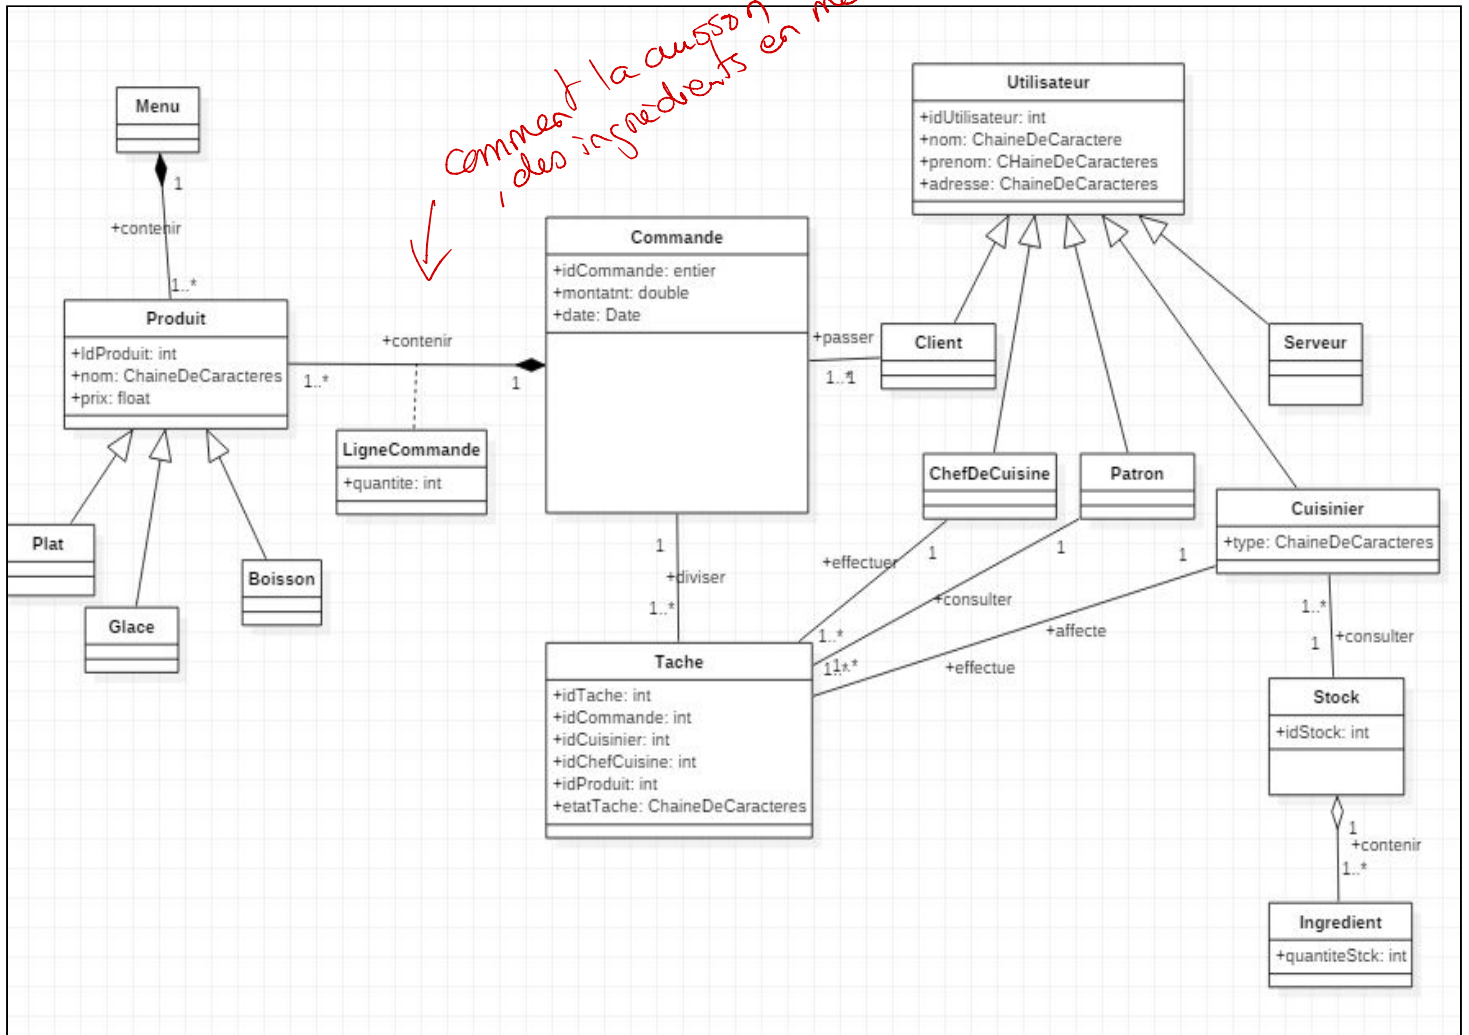 comment la cuisson
des ingrédients en
Menu
1
+contenir
1..*
Produit
+IdProduit: int
+nom: ChaineDeCaracteres
+prix: float
Plat
Glace
Boisson
+contenir
1..*
1
LigneCommande
+quantite: int
Commande
+idCommande: entier
+montatnt: double
+date: Date
+passer
1..*
1
Utilisateur
+idUtilisateur: int
+nom: ChaineDeCaractere
+prenom: CHaineDeCaracteres
+adresse: ChaineDeCaracteres
Client
Serveur
ChefDeCuisine
Patron
Cuisinier
+type: ChaineDeCaracteres
1
+diviser
1..*
+effectuer
1
1..*
+consulter
1
1..*
1
+affecte
+effectue
1..*
Tache
+idTache: int
+idCommande: int
+idCuisinier: int
+idChefCuisine: int
+idProduit: int
+etatTache: ChaineDeCaracteres
1..*
1
+consulter
Stock
+idStock: int
1
+contenir
1..*
Ingredient
+quantiteStck: int